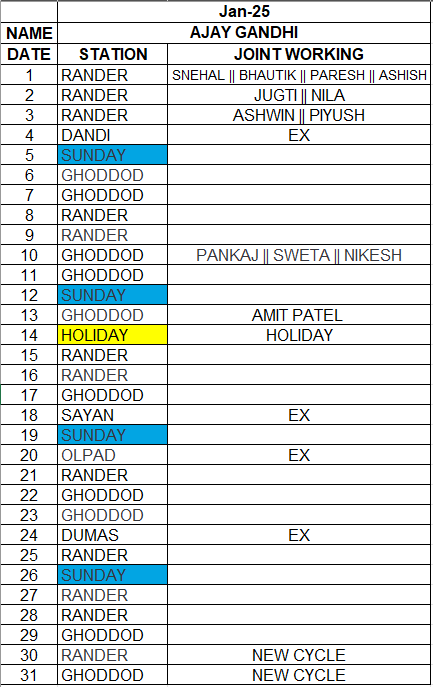 Jan-25
NAME AJAY GANDHI
DATE STATION JOINT WORKING
1 RANDER SNEHAL || BHAUTIK || PARESH || ASHISH
2 RANDER JUGTI || NILA
3 RANDER ASHWIN || PIYUSH
4 DANDI EX
5 SUNDAY
6 GHODDOD
7 GHODDOD
8 RANDER
9 RANDER
10 GHODDOD PANKAJ || SWETA || NIKESH
11 GHODDOD
12 SUNDAY
13 GHODDOD AMIT PATEL
14 HOLIDAY HOLIDAY
15 RANDER
16 RANDER
17 GHODDOD
18 SAYAN EX
19 SUNDAY
20 OLPAD EX
21 RANDER
22 GHODDOD
23 GHODDOD
24 DUMAS EX
25 RANDER
26 SUNDAY
27 RANDER
28 RANDER
29 GHODDOD
30 RANDER NEW CYCLE
31 GHODDOD NEW CYCLE